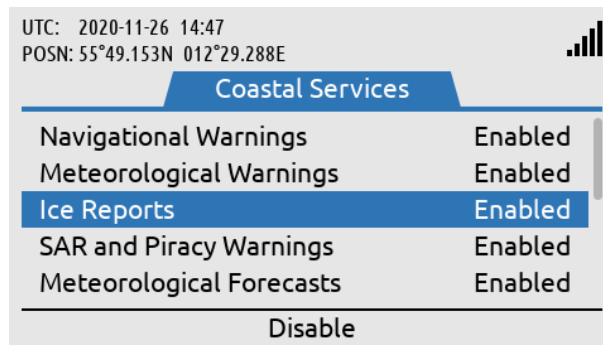 UTC: 2020-11-26 14:47
POSN: 55°49.153N 012°29.288E
Coastal Services
Navigational Warnings Enabled
Meteorological Warnings Enabled
Ice Reports Enabled
SAR and Piracy Warnings Enabled
Meteorological Forecasts Enabled
Disable